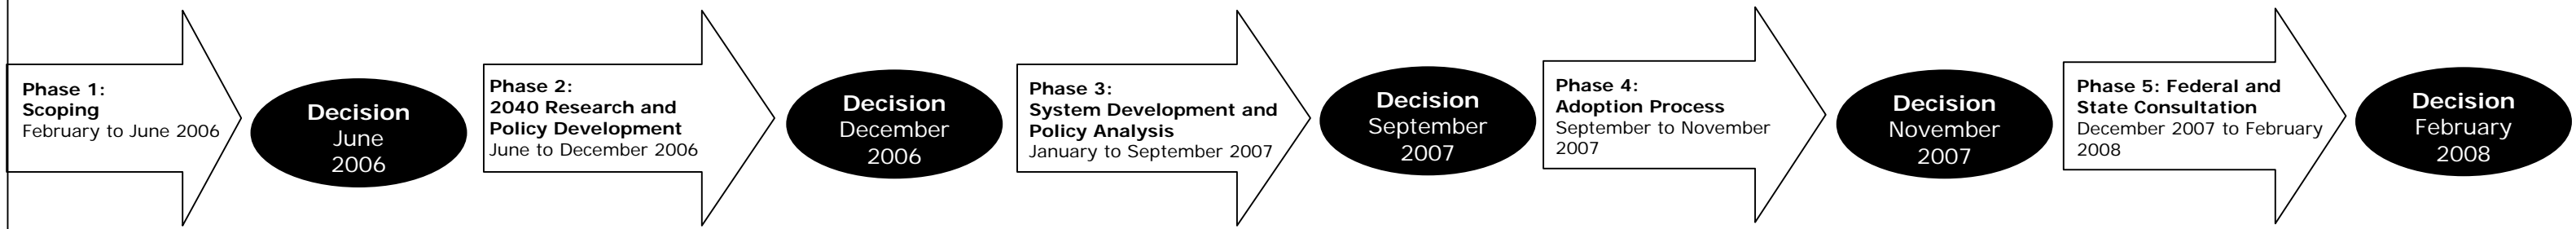 Phase 1:
Scoping
February to June 2006
Decision
June
2006
Phase 2:
2040 Research and
Policy Development
June to December 2006
Decision
December
2006
Phase 3:
System Development and
Policy Analysis
January to September 2007
Decision
September
2007
Phase 4:
Adoption Process
September to November
2007
Decision
November
2007
Phase 5: Federal and
State Consultation
December 2007 to February
2008
Decision
February
2008